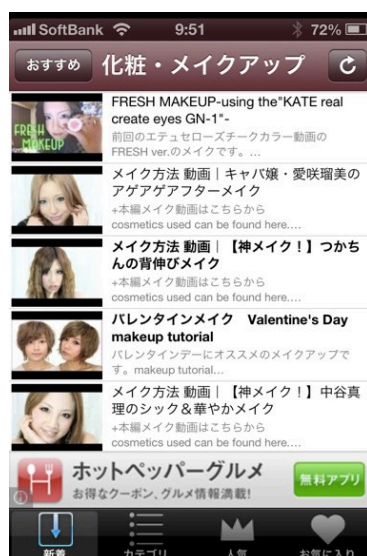 SoftBank 9:51 72%
おすすめ 化粧・メイクアップ
FRESH MAKEUP
FRESH MAKEUP-using the"KATE real
create eyes GN-1"-
前回のエテュセローズチークカラー動画の
FRESH ver.のメイクです。...
メイク方法 動画｜キャバ嬢・愛咲瑠美の
アゲアゲアフターメイク
+本編メイク動画はこちらから
cosmetics used can be found here....
メイク方法 動画｜【神メイク！】つかち
んの背伸びメイク
+本編メイク動画はこちらから
cosmetics used can be found here....
バレンタインメイク　Valentine's Day
makeup tutorial
バレンタインデーにオススメのメイクアップで
す。makeup tutorial...
メイク方法 動画｜【神メイク！】中谷真
理のシック＆華やかメイク
+本編メイク動画はこちらから
cosmetics used can be found here....
ホットペッパーグルメ
お得なクーポン、グルメ情報満載!
無料アプリ
新着 カテゴリ 人気 お気に入り